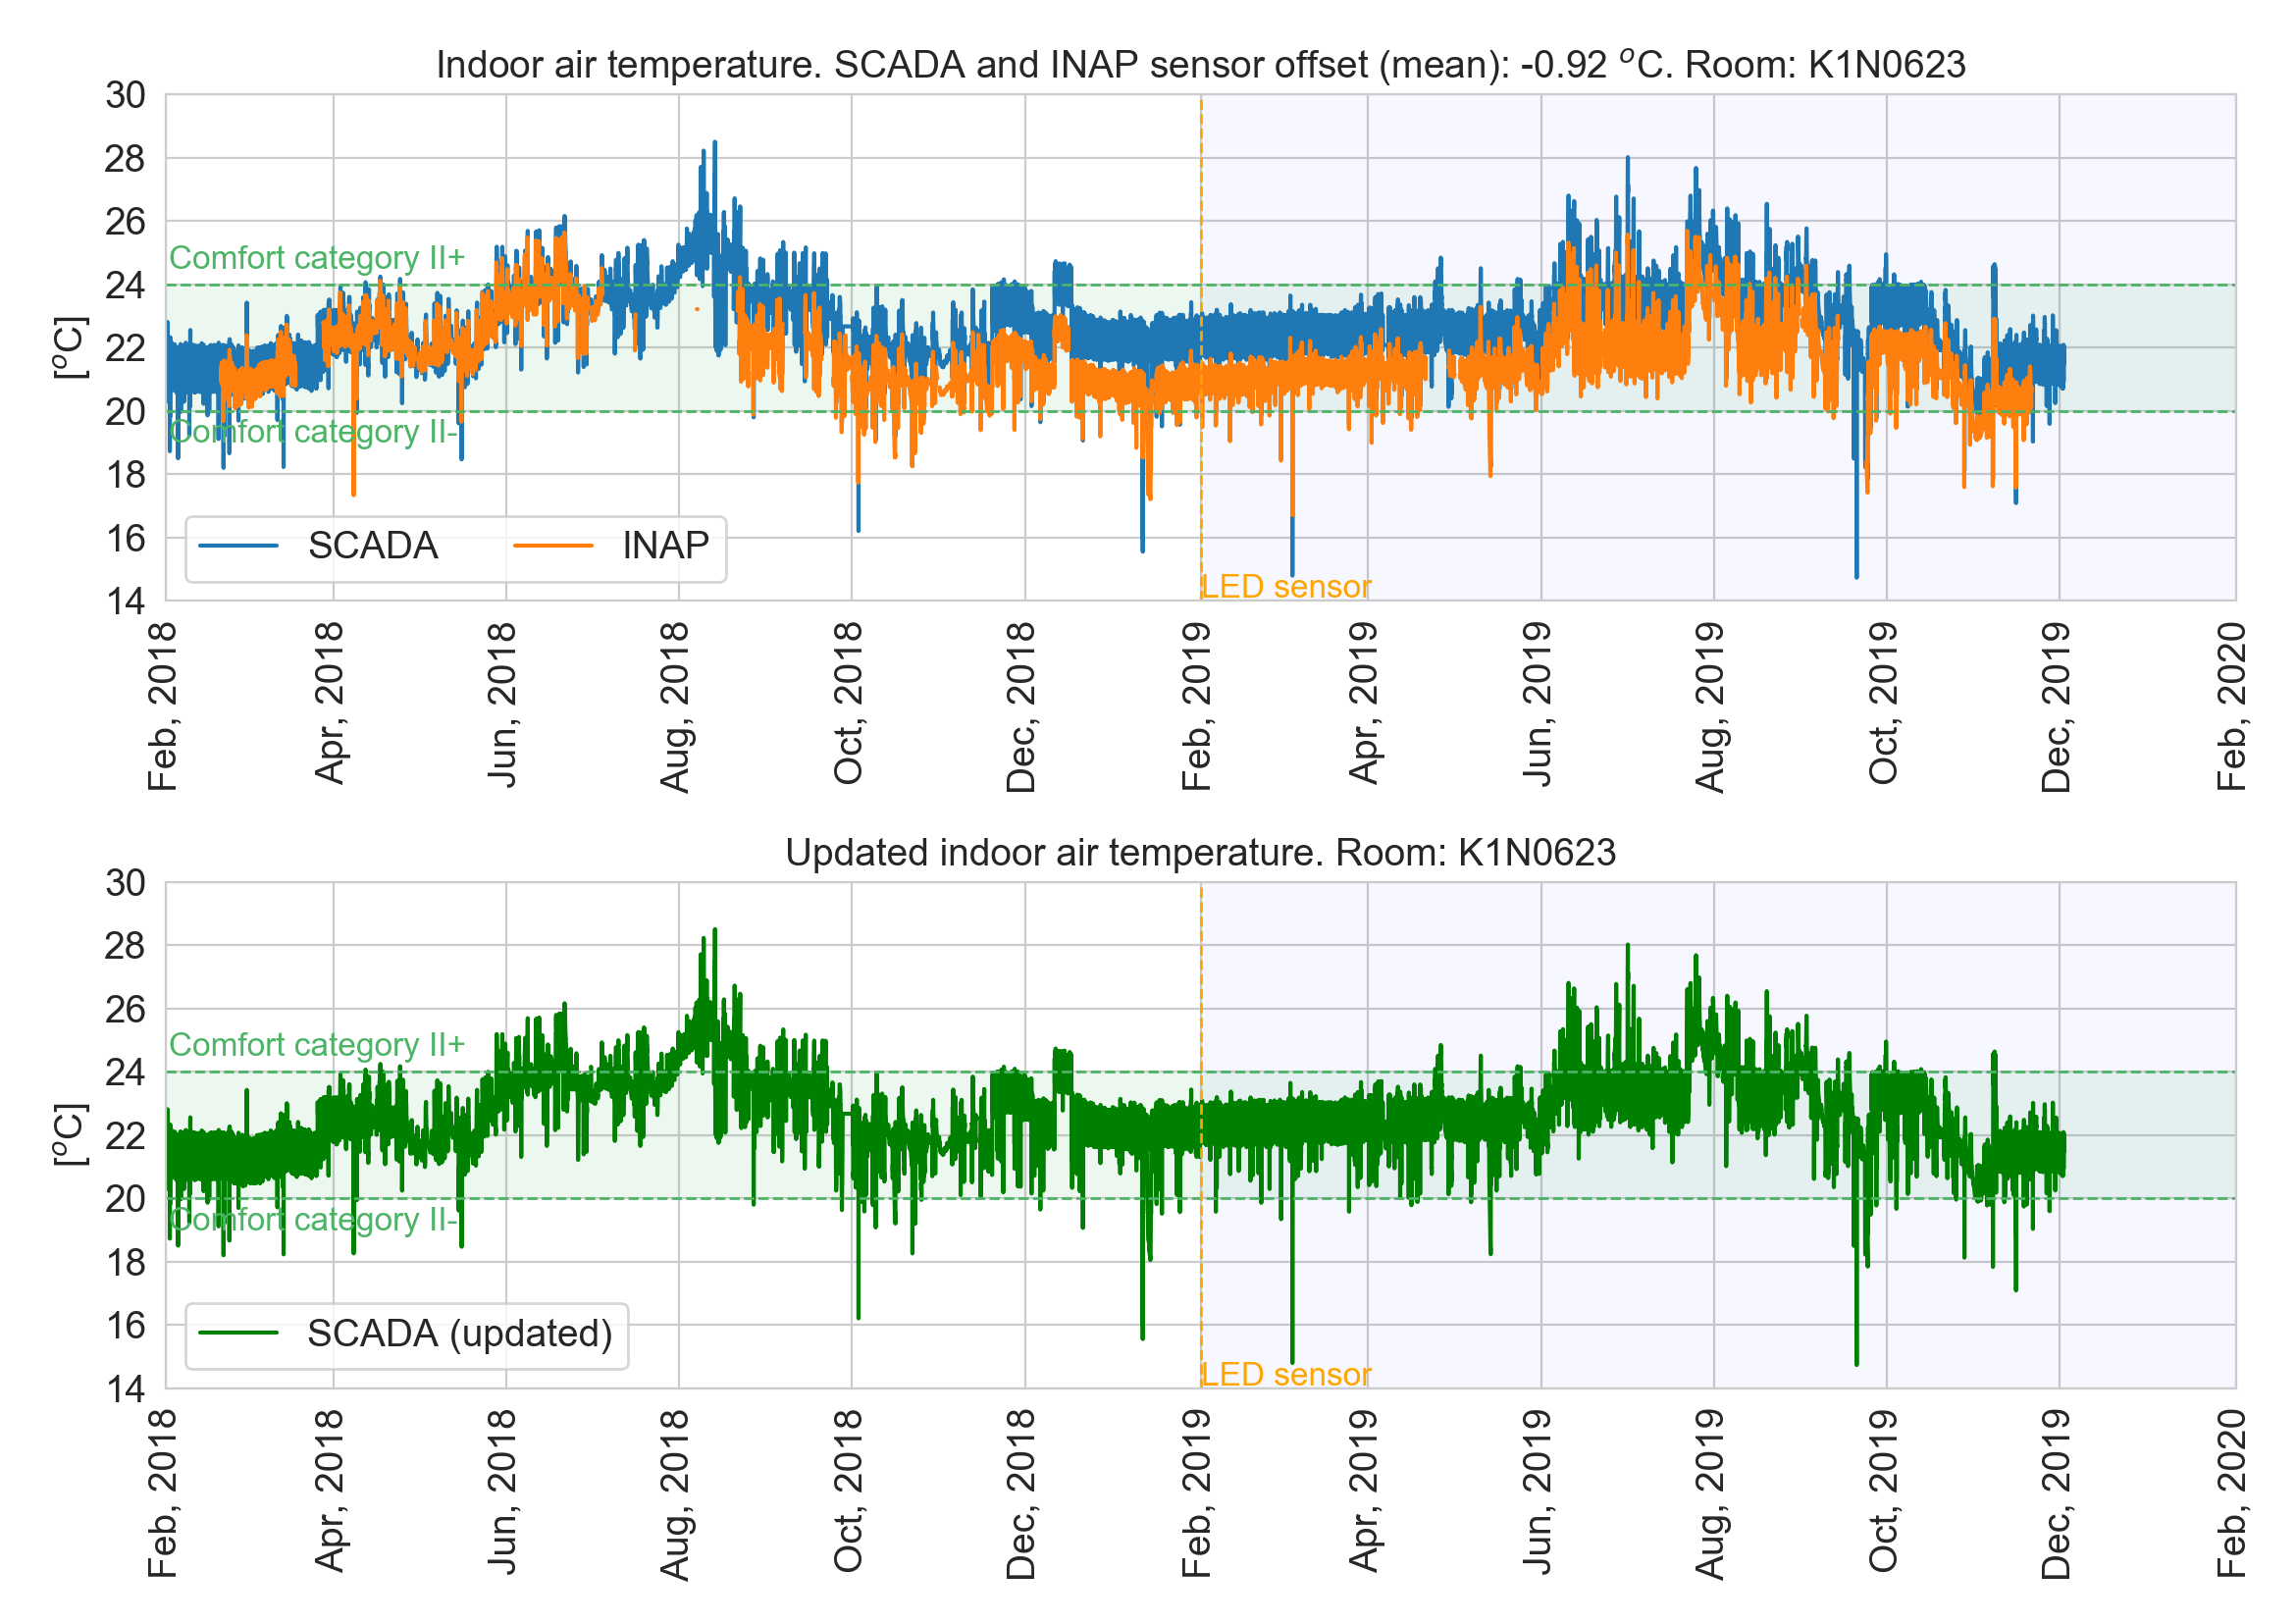 Indoor air temperature. SCADA and INAP sensor offset (mean): -0.92 °C. Room: K1N0623
30
28
26
24
22
20
18
16
14
[°C]
Comfort category II+
Comfort category II-
SCADA INAP
LED sensor
Feb, 2018 Apr, 2018 Jun, 2018 Aug, 2018 Oct, 2018 Dec, 2018 Feb, 2019 Apr, 2019 Jun, 2019 Aug, 2019 Oct, 2019 Dec, 2019 Feb, 2020
Updated indoor air temperature. Room: K1N0623
30
28
26
24
22
20
18
16
14
[°C]
Comfort category II+
Comfort category II-
SCADA (updated)
LED sensor
Feb, 2018 Apr, 2018 Jun, 2018 Aug, 2018 Oct, 2018 Dec, 2018 Feb, 2019 Apr, 2019 Jun, 2019 Aug, 2019 Oct, 2019 Dec, 2019 Feb, 2020